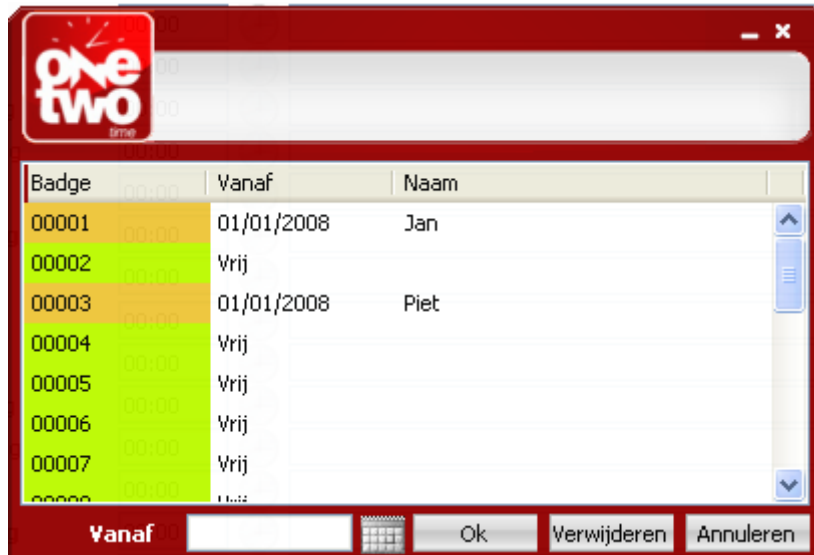 one
two
time
Badge Vanaf Naam
00001 01/01/2008 Jan
00002 Vrij
00003 01/01/2008 Piet
00004 Vrij
00005 Vrij
00006 Vrij
00007 Vrij
Vanaf Ok Verwijderen Annuleren